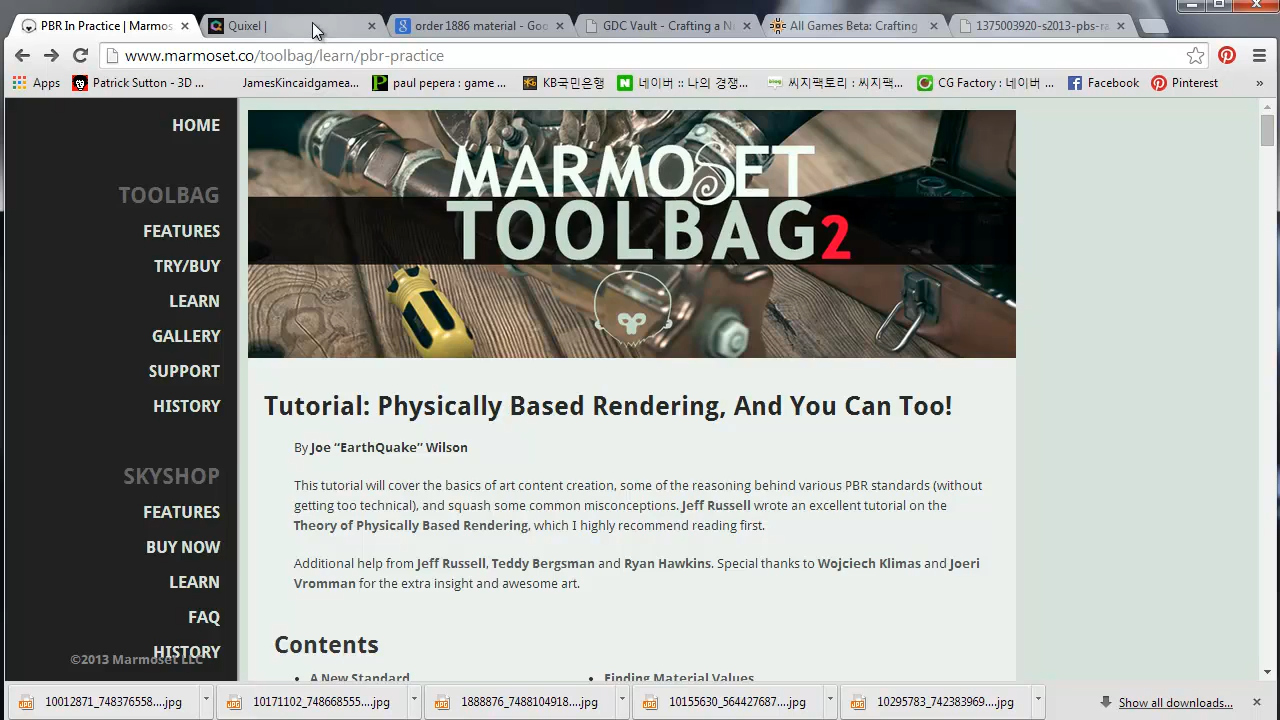 PBR In Practice | Marmos
Quixel |
order 1886 material - Goo
GDC Vault - Crafting a N
All Games Beta: Crafting
1375003920-s2013-pbs-ra
www.marmoset.co/toolbag/learn/pbr-practice
Apps
Patrick Sutton - 3D ...
JamesKincaidgamea...
paul pepera: game ...
KB국민은행
네이버 :: 나의 경쟁...
씨지팩토리 : 씨지팩...
CG Factory : 네이버 ...
Facebook
Pinterest
»
HOME
TOOLBAG
FEATURES
TRY/BUY
LEARN
GALLERY
SUPPORT
HISTORY
SKYSHOP
FEATURES
BUY NOW
LEARN
FAQ
HISTORY
©2013 Marmoset LLC
MARMOSET
TOOLBAG2
Tutorial: Physically Based Rendering, And You Can Too!
By Joe “EarthQuake” Wilson
This tutorial will cover the basics of art content creation, some of the reasoning behind various PBR standards (without
getting too technical), and squash some common misconceptions. Jeff Russell wrote an excellent tutorial on the
Theory of Physically Based Rendering, which I highly recommend reading first.
Additional help from Jeff Russell, Teddy Bergsman and Ryan Hawkins. Special thanks to Wojciech Klimas and Joeri
Vromman for the extra insight and awesome art.
Contents
A New Standard
Finding Material Values
10012871_748376558....jpg
10171102_748668555....jpg
1888876_7488104918...jpg
10155630_564427687....jpg
10295783_742383969....jpg
Show all downloads...